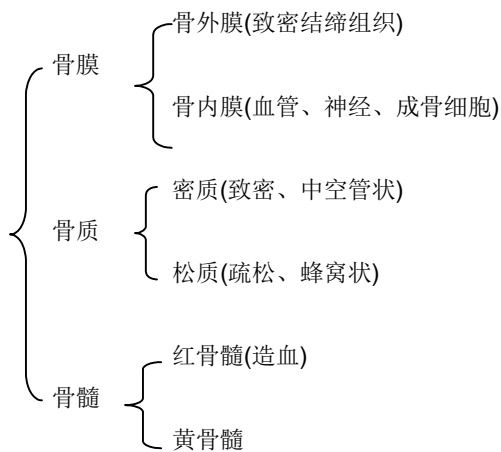 骨外膜(致密结缔组织)
骨膜
骨内膜(血管、神经、成骨细胞)
密质(致密、中空管状)
骨质
松质(疏松、蜂窝状)
红骨髓(造血)
骨髓
黄骨髓